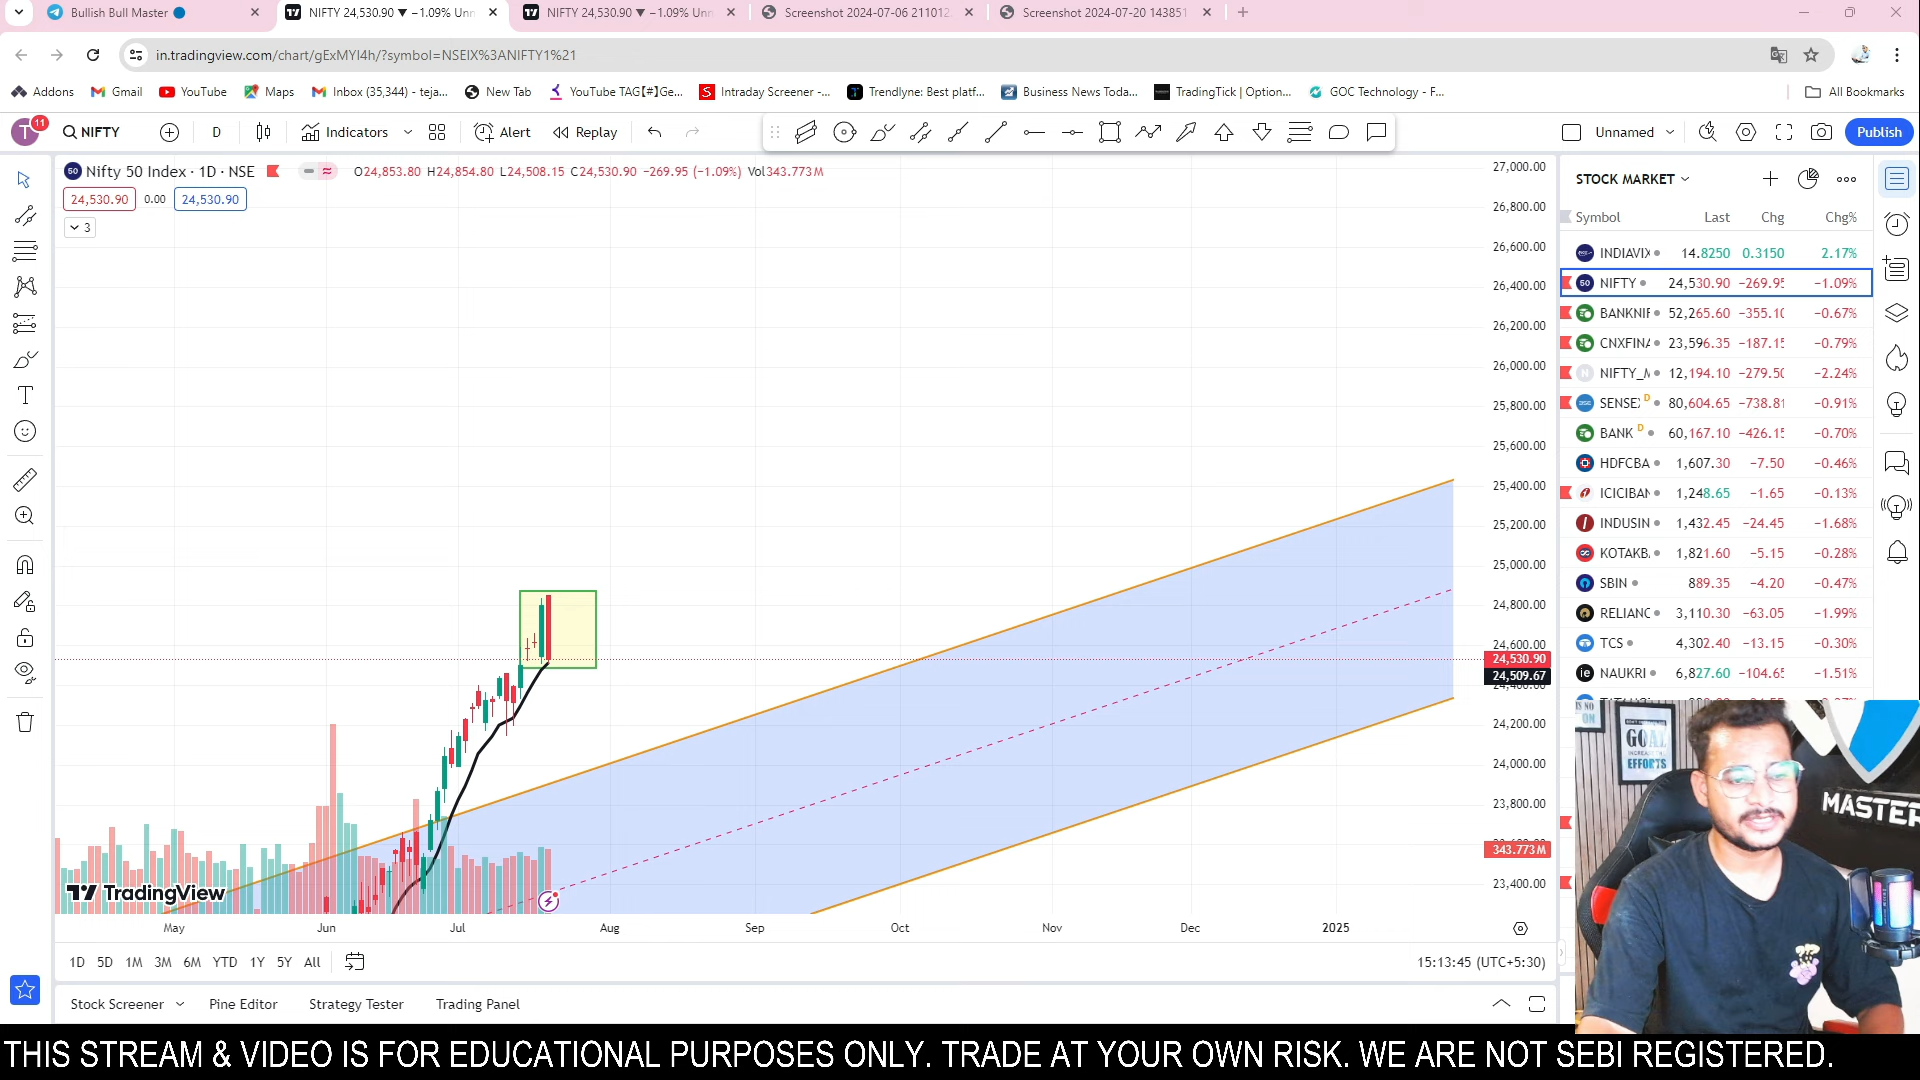 Bullish Bull Master
NIFTY 24,530.90 ▼ −1.09% Unn
NIFTY 24,530.90 ▼ −1.09% Unn
Screenshot 2024-07-06 211012
Screenshot 2024-07-20 143851
in.tradingview.com/chart/gExMYI4h/?symbol=NSEIX%3ANIFTY1%21
Addons
Gmail
YouTube
Maps
Inbox (35,344) - teja...
New Tab
YouTube TAG【#】Ge...
Intraday Screener -...
Trendlyne: Best platf...
Business News Toda...
TradingTick | Option...
GOC Technology - F...
All Bookmarks
T 11
NIFTY
D
Indicators
Alert
Replay
Unnamed
Publish
50 Nifty 50 Index · 1D · NSE
O24,853.80 H24,854.80 L24,508.15 C24,530.90 −269.95 (−1.09%) Vol343.773M
24,530.90 0.00 24,530.90
3
27,000.00
26,800.00
26,600.00
26,400.00
26,200.00
26,000.00
25,800.00
25,600.00
25,400.00
25,200.00
25,000.00
24,800.00
24,600.00
24,530.90
24,509.67
24,400.00
24,200.00
24,000.00
23,800.00
343.773M
23,400.00
TradingView
May Jun Jul Aug Sep Oct Nov Dec 2025
1D 5D 1M 3M 6M YTD 1Y 5Y All
15:13:45 (UTC+5:30)
Stock Screener Pine Editor Strategy Tester Trading Panel
STOCK MARKET
Symbol Last Chg Chg%
INDIAVIX 14.8250 0.3150 2.17%
50 NIFTY 24,530.90 −269.95 −1.09%
BANKNIF 52,265.60 −355.10 −0.67%
CNXFINA 23,596.35 −187.15 −0.79%
N NIFTY_M 12,194.10 −279.50 −2.24%
SENSEX D 80,604.65 −738.81 −0.91%
BANK D 60,167.10 −426.15 −0.70%
HDFCBA 1,607.30 −7.50 −0.46%
ICICIBAN 1,248.65 −1.65 −0.13%
INDUSIN 1,432.45 −24.45 −1.68%
KOTAKB 1,821.60 −5.15 −0.28%
SBIN 889.35 −4.20 −0.47%
RELIANC 3,110.30 −63.05 −1.99%
TCS 4,302.40 −13.15 −0.30%
ie NAUKRI 6,827.60 −104.65 −1.51%
IS NO
ON
GOAL
INCREASE THE
EFFORTS
MASTER
THIS STREAM & VIDEO IS FOR EDUCATIONAL PURPOSES ONLY. TRADE AT YOUR OWN RISK. WE ARE NOT SEBI REGISTERED.